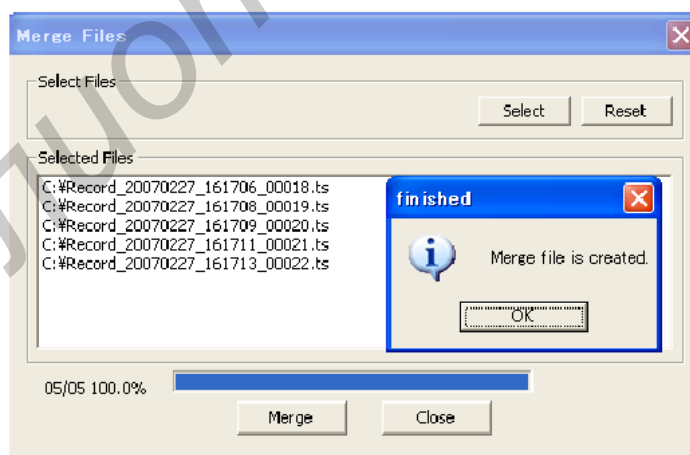 Merge Files
Select Files
Select
Reset
Selected Files
C:¥Record_20070227_161706_00018.ts
C:¥Record_20070227_161708_00019.ts
C:¥Record_20070227_161709_00020.ts
C:¥Record_20070227_161711_00021.ts
C:¥Record_20070227_161713_00022.ts
finished
Merge file is created.
OK
05/05 100.0%
Merge
Close